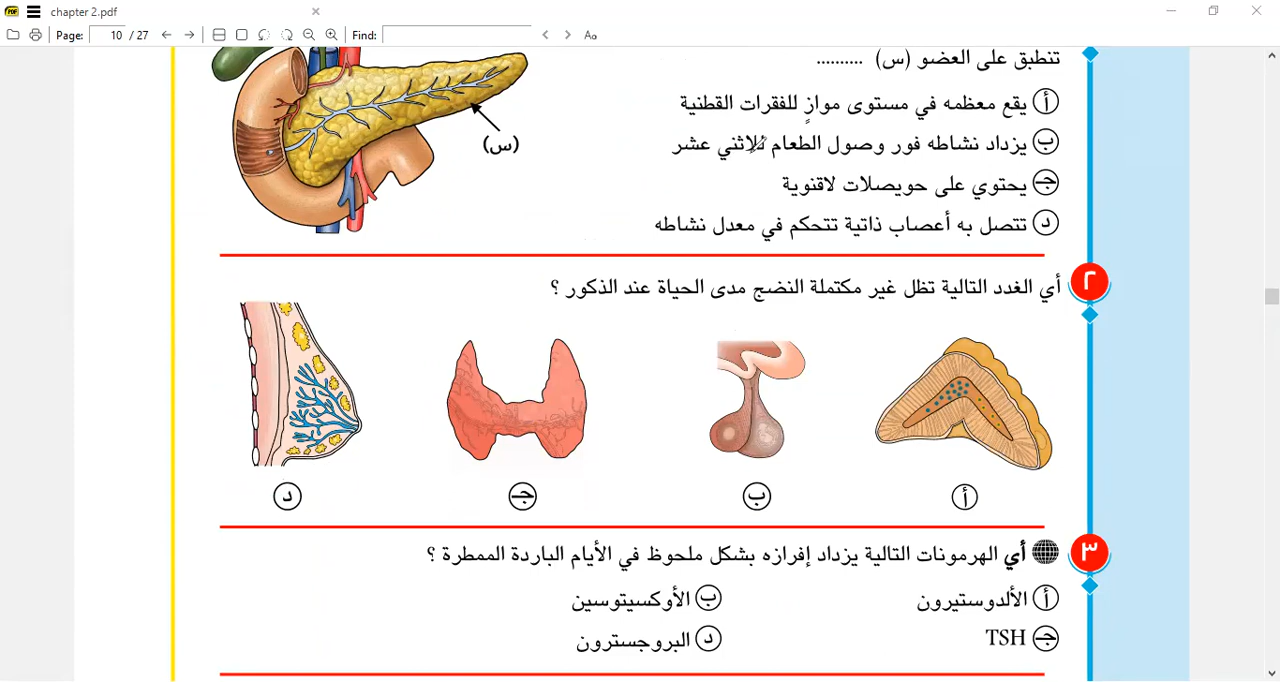 chapter 2.pdf
Page: 10 / 27 Find: Aa
تنطبق على العضو (س) ..........
أ يقع معظمه في مستوى موازٍ للفقرات القطنية
ب يزداد نشاطه فور وصول الطعام للاثني عشر
ج يحتوي على حويصلات لاقنوية
د تتصل به أعصاب ذاتية تتحكم في معدل نشاطه
(س)
٢ أي الغدد التالية تظل غير مكتملة النضج مدى الحياة عند الذكور ؟
أ ب ج د
٣ أي الهرمونات التالية يزداد إفرازه بشكل ملحوظ في الأيام الباردة الممطرة ؟
أ الألدوستيرون ب الأوكسيتوسين
ج TSH د البروجسترون